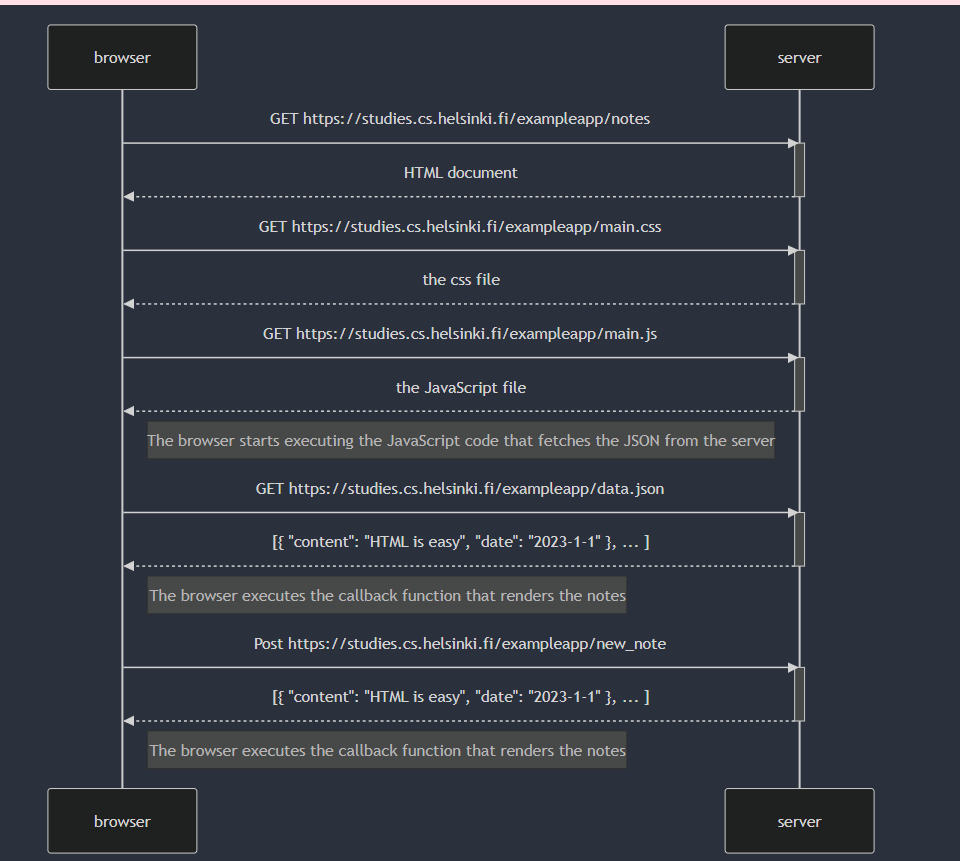 browser
server
GET https://studies.cs.helsinki.fi/exampleapp/notes
HTML document
GET https://studies.cs.helsinki.fi/exampleapp/main.css
the css file
GET https://studies.cs.helsinki.fi/exampleapp/main.js
the JavaScript file
The browser starts executing the JavaScript code that fetches the JSON from the server
GET https://studies.cs.helsinki.fi/exampleapp/data.json
[{ "content": "HTML is easy", "date": "2023-1-1" }, ... ]
The browser executes the callback function that renders the notes
Post https://studies.cs.helsinki.fi/exampleapp/new_note
[{ "content": "HTML is easy", "date": "2023-1-1" }, ... ]
The browser executes the callback function that renders the notes
browser
server